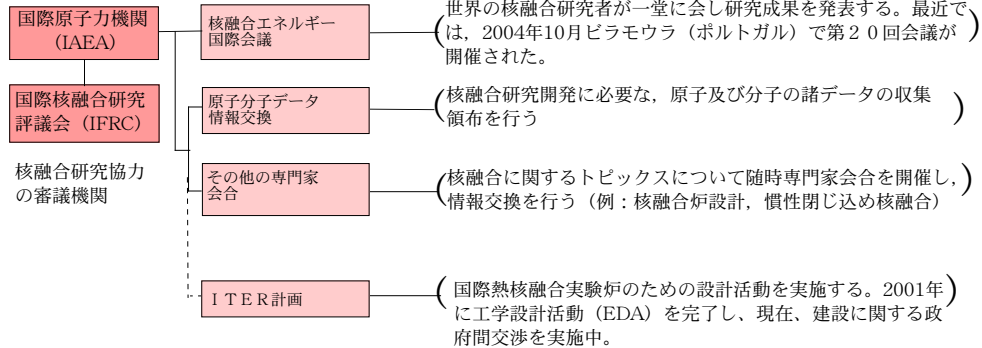 国際原子力機関
（IAEA）
国際核融合研究
評議会（IFRC）
核融合研究協力
の審議機関
核融合エネルギー
国際会議
世界の核融合研究者が一堂に会し研究成果を発表する。最近で
は，2004年10月ビラモウラ（ポルトガル）で第２０回会議が
開催された。
原子分子データ
情報交換
核融合研究開発に必要な，原子及び分子の諸データの収集
領布を行う
その他の専門家
会合
核融合に関するトピックスについて随時専門家会合を開催し，
情報交換を行う（例：核融合炉設計，慣性閉じ込め核融合）
ＩＴＥＲ計画
国際熱核融合実験炉のための設計活動を実施する。2001年
に工学設計活動（EDA）を完了し、現在、建設に関する政
府間交渉を実施中。